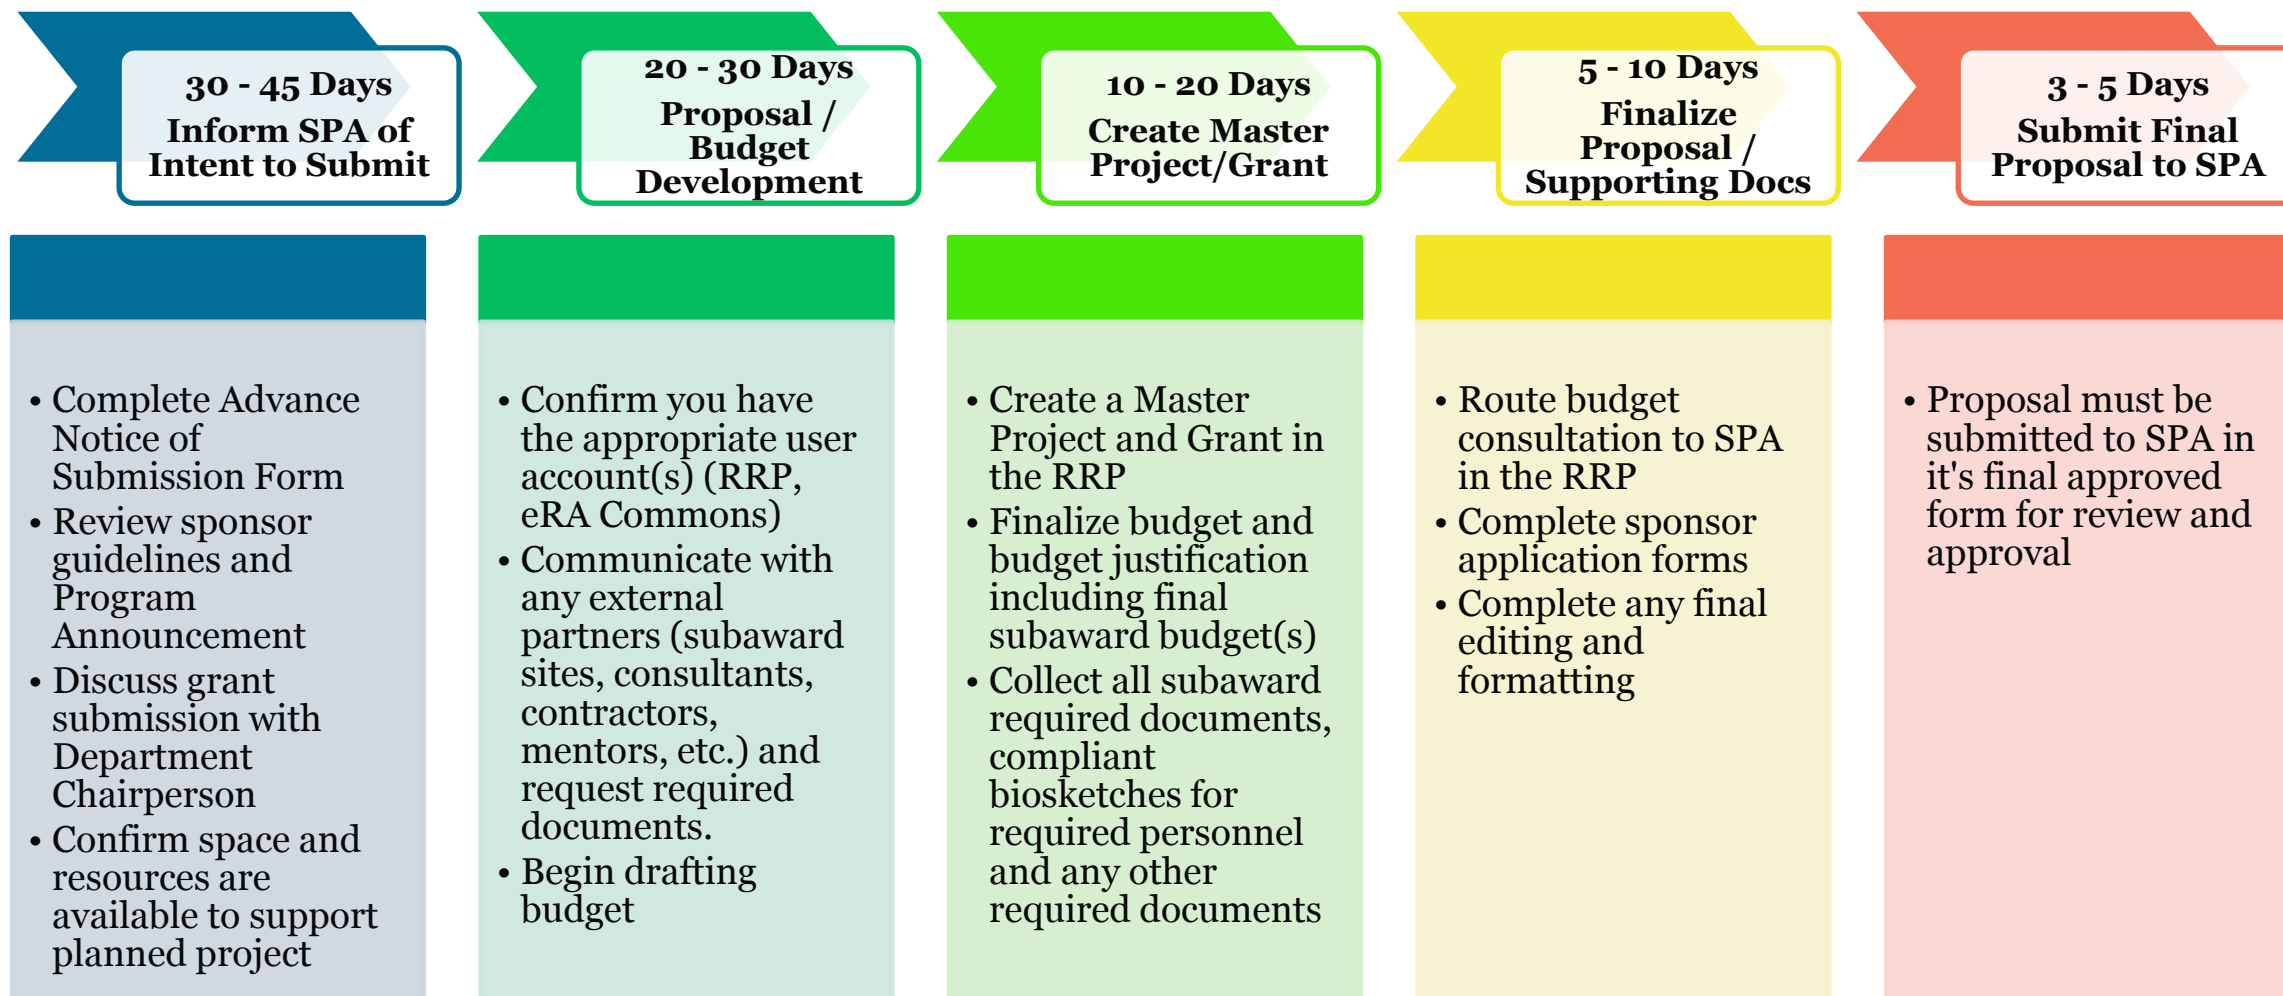 30 - 45 Days
Inform SPA of
Intent to Submit
20 - 30 Days
Proposal /
Budget
Development
10 - 20 Days
Create Master
Project/Grant
5 - 10 Days
Finalize
Proposal /
Supporting Docs
3 - 5 Days
Submit Final
Proposal to SPA
• Complete Advance
Notice of
Submission Form
• Review sponsor
guidelines and
Program
Announcement
• Discuss grant
submission with
Department
Chairperson
• Confirm space and
resources are
available to support
planned project
• Confirm you have
the appropriate user
account(s) (RRP,
eRA Commons)
• Communicate with
any external
partners (subaward
sites, consultants,
contractors,
mentors, etc.) and
request required
documents.
• Begin drafting
budget
• Create a Master
Project and Grant in
the RRP
• Finalize budget and
budget justification
including final
subaward budget(s)
• Collect all subaward
required documents,
compliant
biosketches for
required personnel
and any other
required documents
• Route budget
consultation to SPA
in the RRP
• Complete sponsor
application forms
• Complete any final
editing and
formatting
• Proposal must be
submitted to SPA in
it's final approved
form for review and
approval